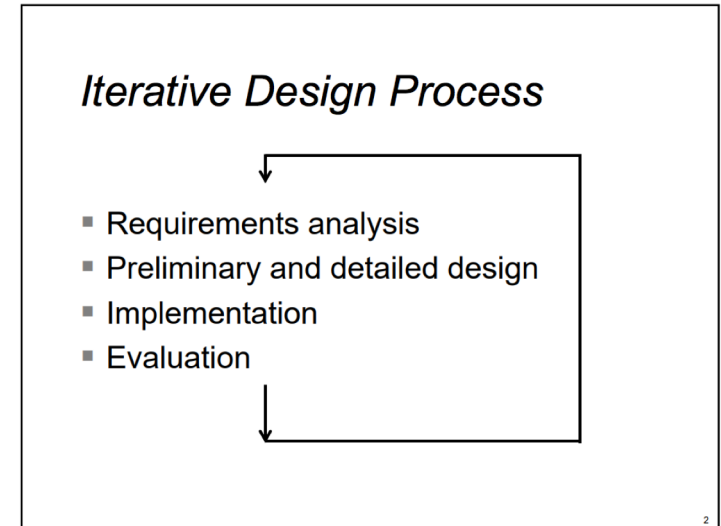 Iterative Design Process
Requirements analysis
Preliminary and detailed design
Implementation
Evaluation
2